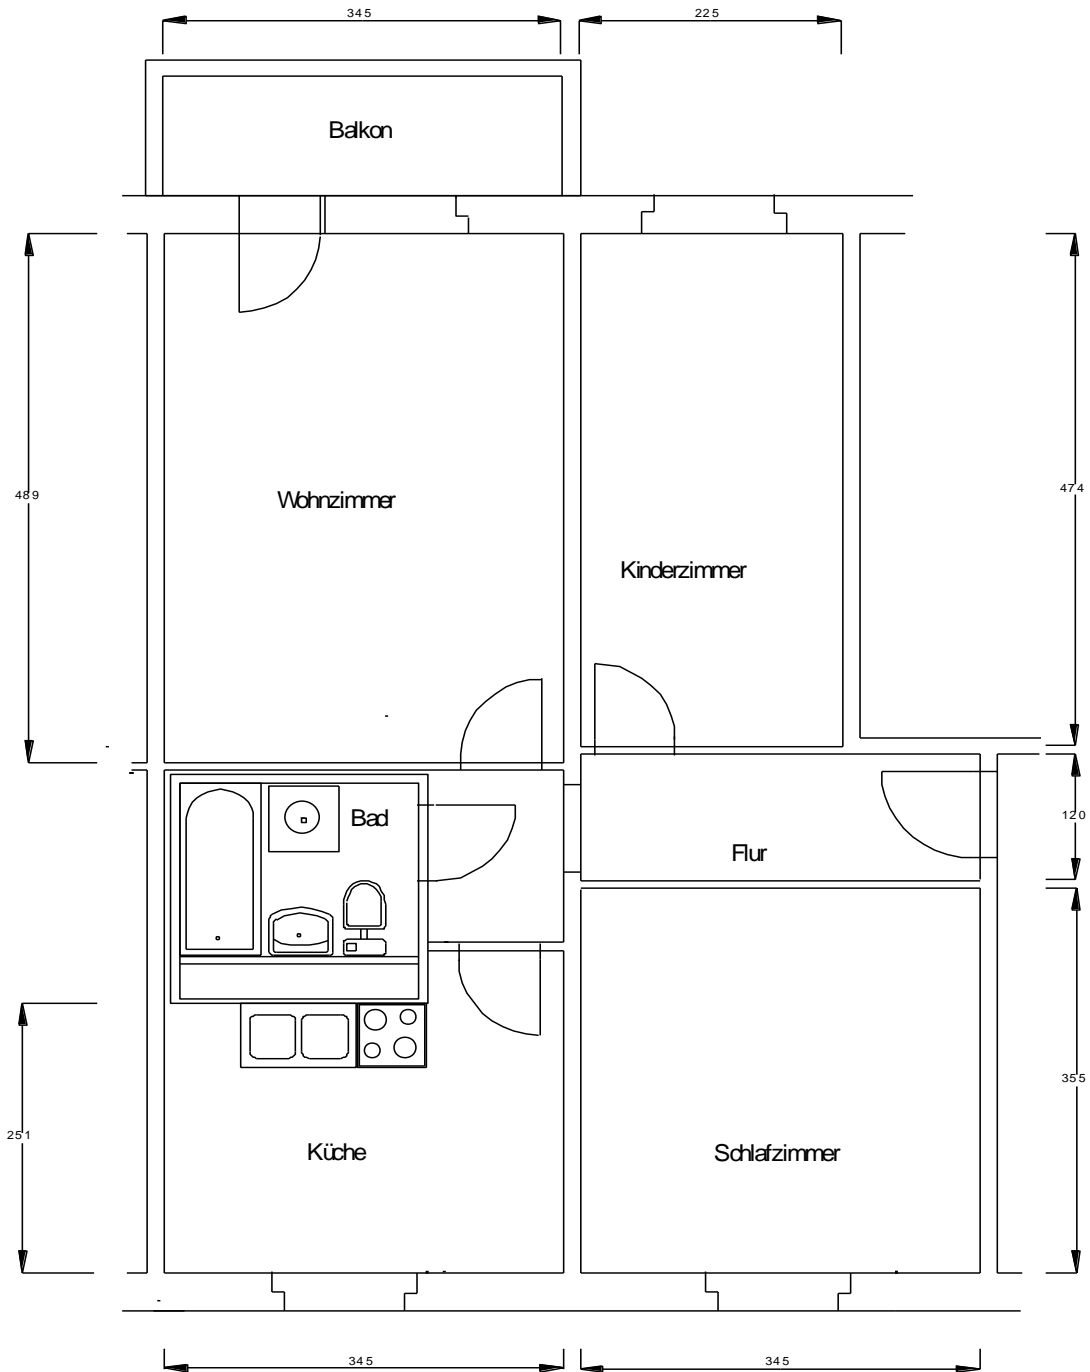 345
225
Balkon
489
474
Wohnzimmer
Kinderzimmer
Bad
120
Flur
355
251
Küche
Schlafzimmer
345
345